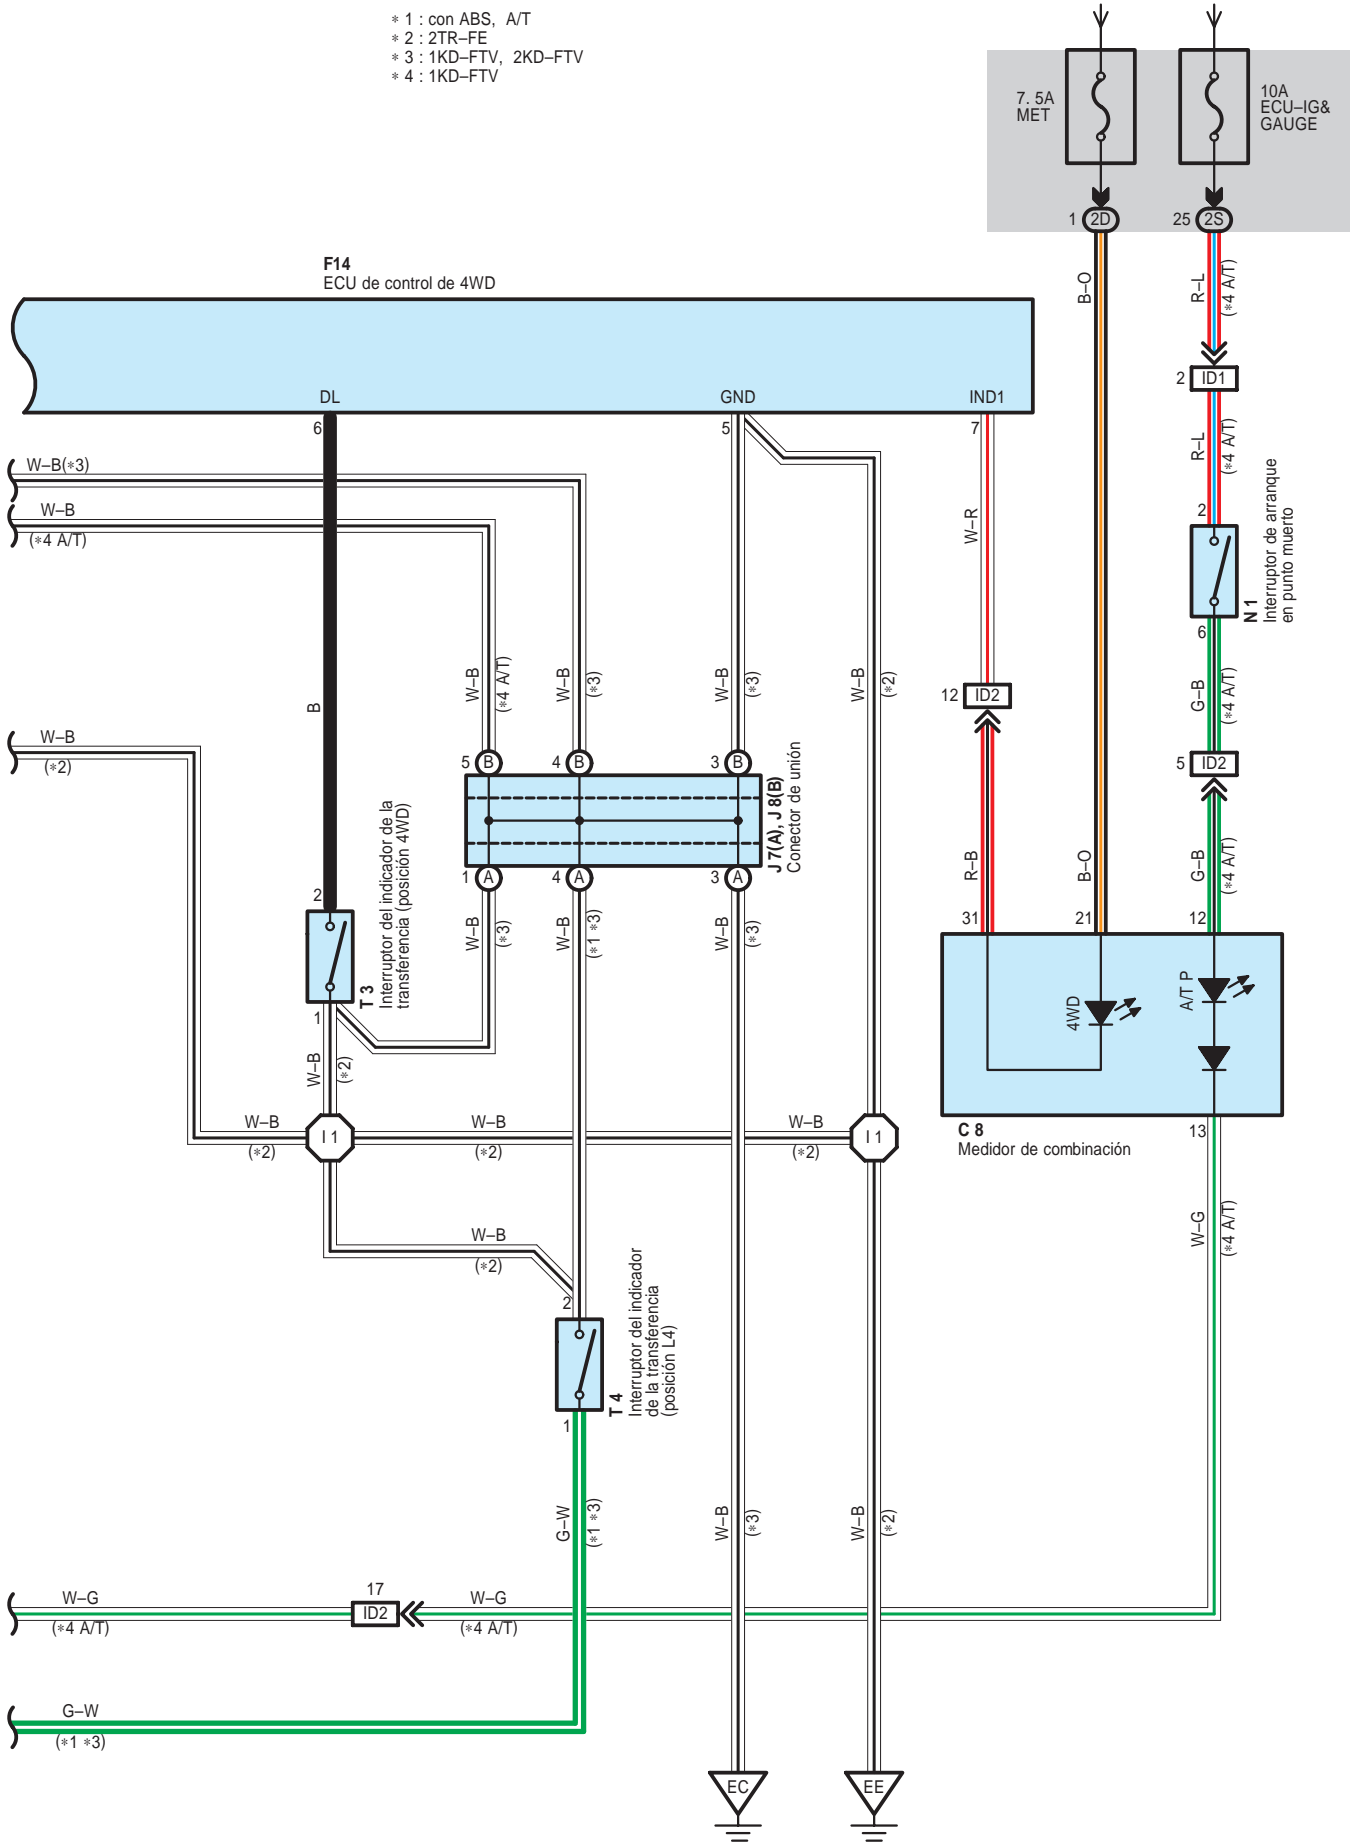 * 1 : con ABS, A/T
* 2 : 2TR–FE
* 3 : 1KD–FTV, 2KD–FTV
* 4 : 1KD–FTV
7. 5A
MET
10A
ECU–IG&
GAUGE
1 2D
25 2S
F14
ECU de control de 4WD
B–O
R–L
(*4 A/T)
2 ID1
DL
GND
IND1
6
5
7
R–L
(*4 A/T)
W–B(*3)
W–B
(*4 A/T)
W–R
2
N 1
Interruptor de arranque
en punto muerto
6
B
W–B
(*4 A/T)
W–B
(*3)
W–B
(*3)
W–B
(*2)
12 ID2
G–B
(*4 A/T)
W–B
(*2)
5 B
4 B
3 B
5 ID2
J 7(A), J 8(B)
Conector de unión
1 A
4 A
3 A
R–B
B–O
G–B
(*4 A/T)
2
T 3
Interruptor del indicador de la
transferencia (posición 4WD)
1
W–B
(*3)
W–B
(*1 *3)
W–B
(*3)
31
21
12
4WD
A/T P
W–B
(*2)
W–B
(*2)
I 1
W–B
(*2)
W–B
(*2)
I 1
C 8
Medidor de combinación
13
W–B
(*2)
W–G
(*4 A/T)
2
T 4
Interruptor del indicador
de la transferencia
(posición L4)
1
G–W
(*1 *3)
W–B
(*3)
W–B
(*2)
W–G
(*4 A/T)
17
ID2
W–G
(*4 A/T)
G–W
(*1 *3)
EC
EE